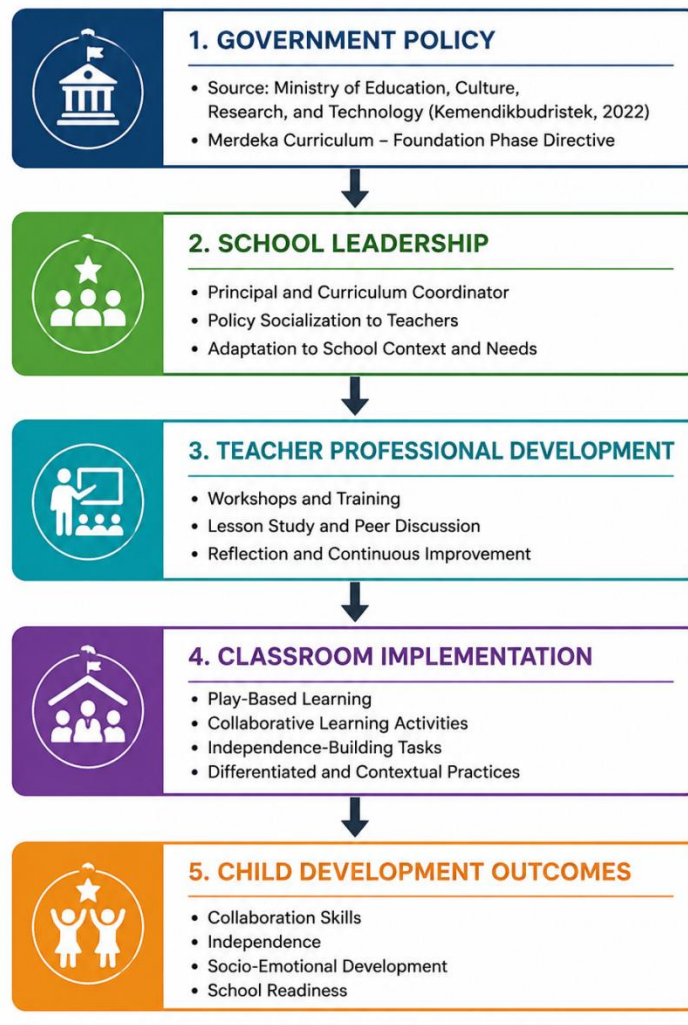 1. GOVERNMENT POLICY
• Source: Ministry of Education, Culture,
Research, and Technology (Kemendikbudristek, 2022)
• Merdeka Curriculum – Foundation Phase Directive
2. SCHOOL LEADERSHIP
• Principal and Curriculum Coordinator
• Policy Socialization to Teachers
• Adaptation to School Context and Needs
3. TEACHER PROFESSIONAL DEVELOPMENT
• Workshops and Training
• Lesson Study and Peer Discussion
• Reflection and Continuous Improvement
4. CLASSROOM IMPLEMENTATION
• Play-Based Learning
• Collaborative Learning Activities
• Independence-Building Tasks
• Differentiated and Contextual Practices
5. CHILD DEVELOPMENT OUTCOMES
• Collaboration Skills
• Independence
• Socio-Emotional Development
• School Readiness